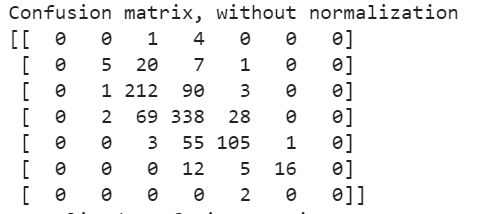 Confusion matrix, without normalization
[[  0   0   1   4   0   0   0]
 [  0   5  20   7   1   0   0]
 [  0   1 212  90   3   0   0]
 [  0   2  69 338  28   0   0]
 [  0   0   3  55 105   1   0]
 [  0   0   0  12   5  16   0]
 [  0   0   0   0   2   0   0]]